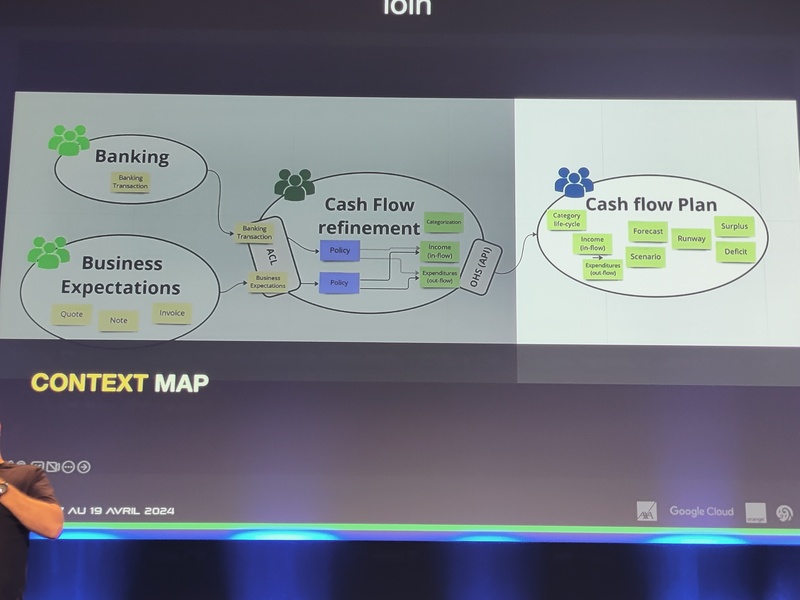 loin
Banking
Banking
Transaction
Business
Expectations
Quote
Note
Invoice
Banking
Transaction
Business
Expectations
ACL
Cash Flow
refinement
Categorization
Policy
Policy
Income
(in-flow)
Expenditures
(out-flow)
OHS (API)
Cash flow Plan
Category
life-cycle
Income
(in-flow)
Expenditures
(out-flow)
Forecast
Scenario
Runway
Surplus
Deficit
CONTEXT MAP
AU 19 AVRIL 2024
AXA
Google Cloud